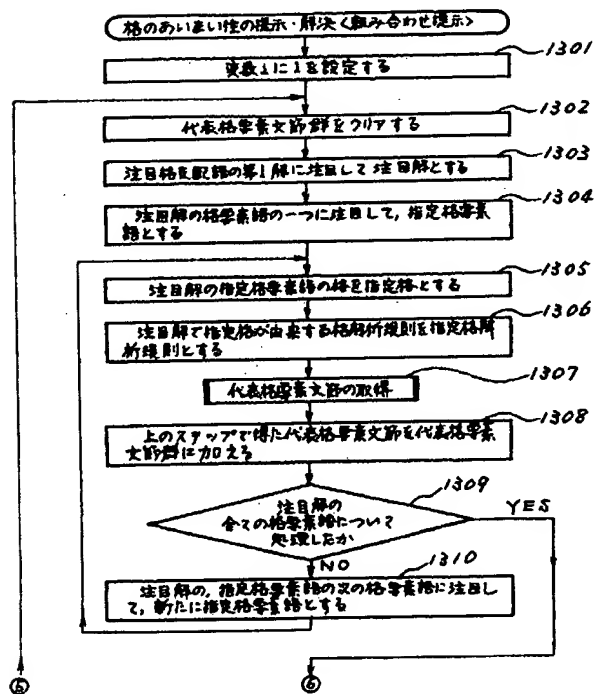 格のあいまい性の提示・解決<組み合わせ提示>
1301
変数iに1を設定する
1302
代表格要素文節群をクリアする
1303
注目格支配語の第i解に注目して注目解とする
1304
注目解の格要素語の一つに注目して,指定格要素
語とする
1305
注目解の指定格要素語の格を指定格とする
1306
注目解で指定格が由来する格解析規則を指定格解
析規則とする
1307
代表格要素文節の取得
1308
上のステップで得た代表格要素文節を代表格要素
文節群に加える
1309
注目解の
全ての格要素語について
処理したか
YES
NO
1310
注目解の,指定格要素語の次の格要素語に注目し
て,新たに指定格要素語とする
⑤
⑥